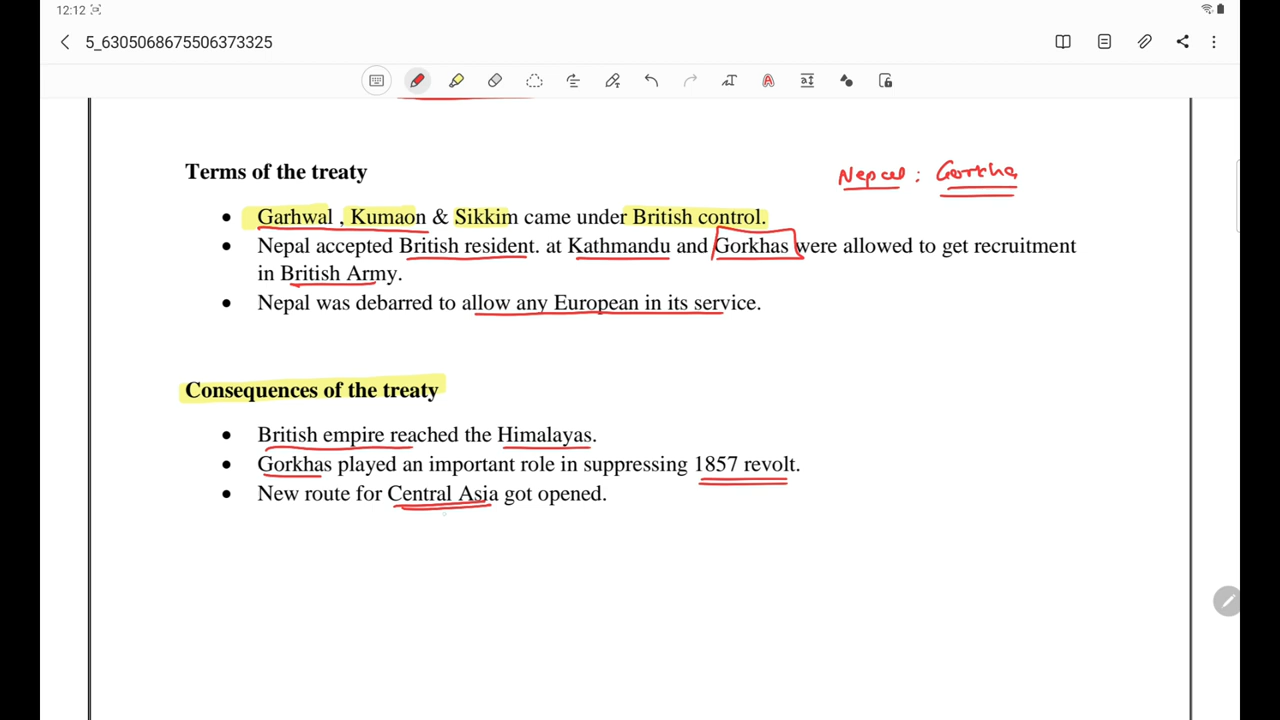 12:12
5_6305068675506373325
Terms of the treaty
Nepal : Gorkha
• Garhwal , Kumaon & Sikkim came under British control.
• Nepal accepted British resident. at Kathmandu and Gorkhas were allowed to get recruitment
in British Army.
• Nepal was debarred to allow any European in its service.
Consequences of the treaty
• British empire reached the Himalayas.
• Gorkhas played an important role in suppressing 1857 revolt.
• New route for Central Asia got opened.